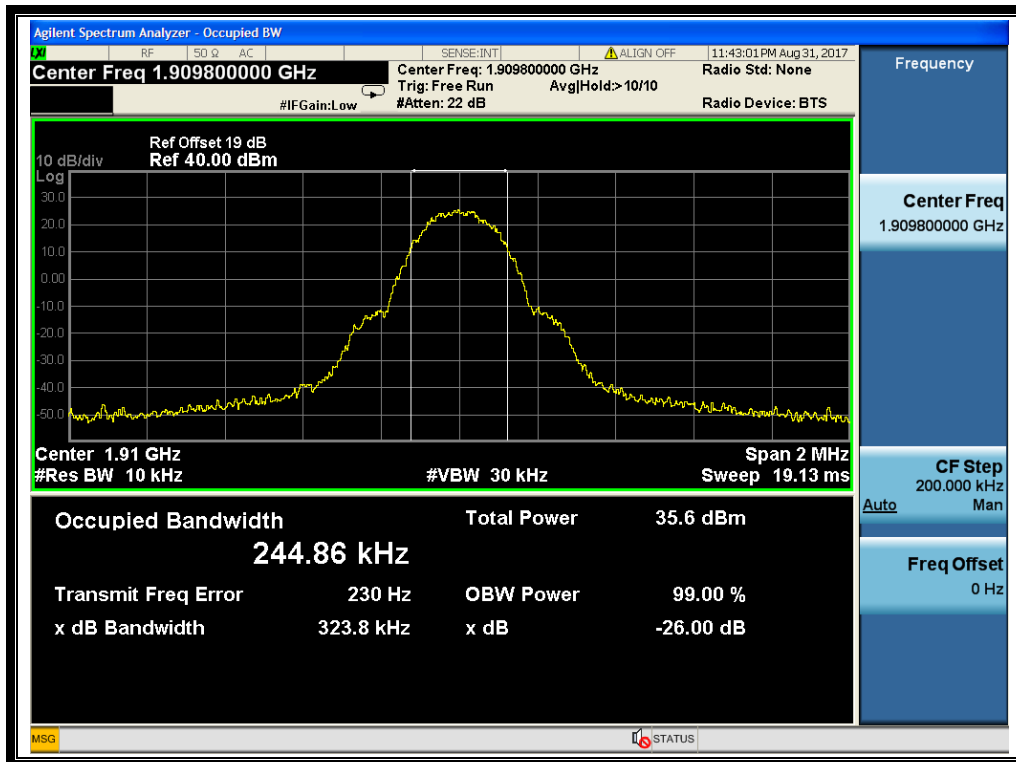 Agilent Spectrum Analyzer - Occupied BW
LXI RF 50 Ω AC SENSE:INT ALIGN OFF 11:43:01 PM Aug 31, 2017
Center Freq 1.909800000 GHz
#IFGain:Low
Center Freq: 1.909800000 GHz
Trig: Free Run Avg|Hold:>10/10
#Atten: 22 dB
Radio Std: None
Radio Device: BTS
Ref Offset 19 dB
10 dB/div Ref 40.00 dBm
Log
30.0
20.0
10.0
0.00
-10.0
-20.0
-30.0
-40.0
-50.0
Center 1.91 GHz Span 2 MHz
#Res BW 10 kHz #VBW 30 kHz Sweep 19.13 ms
Occupied Bandwidth Total Power 35.6 dBm
244.86 kHz
Transmit Freq Error 230 Hz OBW Power 99.00 %
x dB Bandwidth 323.8 kHz x dB -26.00 dB
Frequency
Center Freq
1.909800000 GHz
CF Step
200.000 kHz
Auto Man
Freq Offset
0 Hz
MSG STATUS